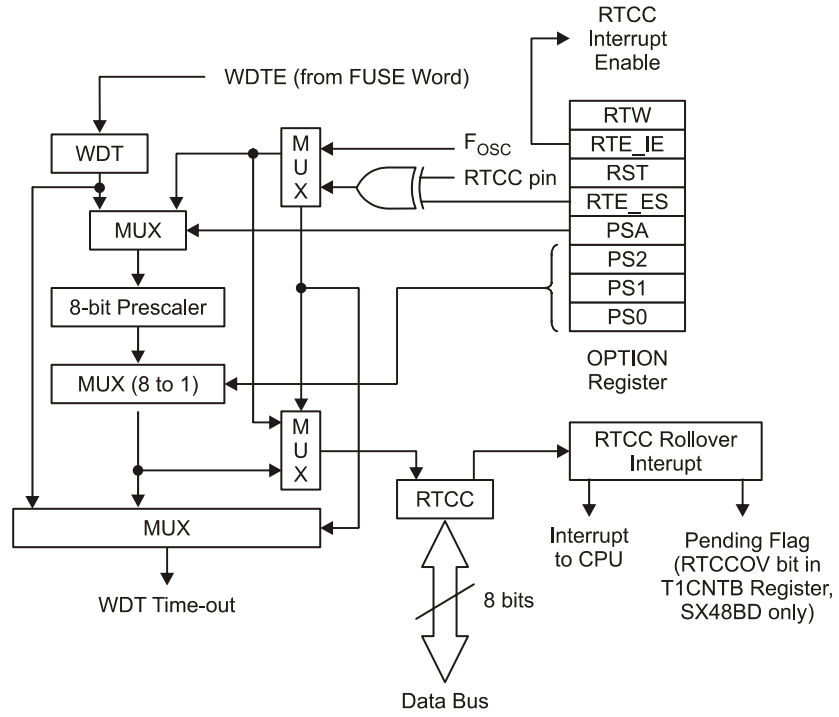 RTCC
Interrupt
Enable
WDTE (from FUSE Word)
RTW
WDT
M
U
X
FOSC
RTE_IE
RTCC pin
RST
RTE_ES
MUX
PSA
PS2
8-bit Prescaler
PS1
PS0
MUX (8 to 1)
OPTION
Register
M
U
X
RTCC Rollover
Interupt
RTCC
MUX
Interrupt
to CPU
Pending Flag
(RTCCOV bit in
T1CNTB Register,
SX48BD only)
WDT Time-out
8 bits
Data Bus